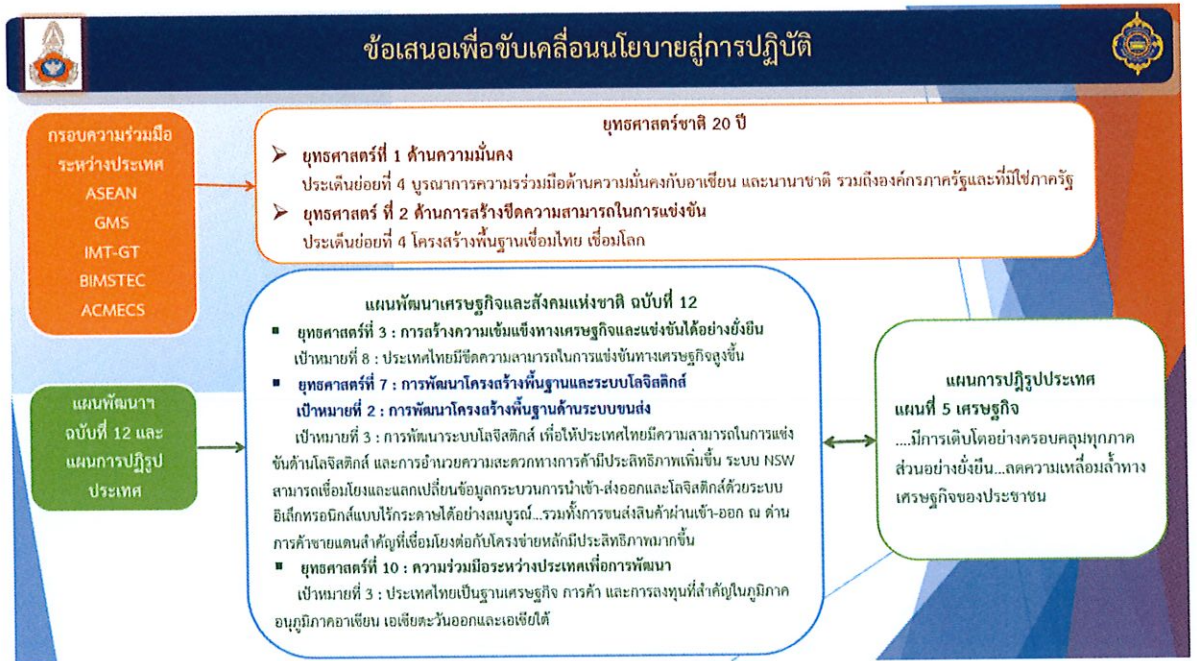 ข้อเสนอเพื่อขับเคลื่อนนโยบายสู่การปฏิบัติ
กรอบความร่วมมือ
ระหว่างประเทศ
ASEAN
GMS
IMT-GT
BIMSTEC
ACMECS
ยุทธศาสตร์ชาติ 20 ปี
➢ ยุทธศาสตร์ที่ 1 ด้านความมั่นคง
ประเด็นย่อยที่ 4 บูรณาการความรร่วมมือด้านความมั่นคงกับอาเซียน และนานาชาติ รวมถึงองค์กรภาครัฐและที่มิใช่ภาครัฐ
➢ ยุทธศาสตร์ ที่ 2 ด้านการสร้างขีดความสามารถในการแข่งขัน
ประเด็นย่อยที่ 4 โครงสร้างพื้นฐานเชื่อมไทย เชื่อมโลก
แผนพัฒนาฯ
ฉบับที่ 12 และ
แผนการปฏิรูป
ประเทศ
แผนพัฒนาเศรษฐกิจและสังคมแห่งชาติ ฉบับที่ 12
▪ ยุทธศาสตร์ที่ 3 : การสร้างความเข้มแข็งทางเศรษฐกิจและแข่งขันได้อย่างยั่งยืน
เป้าหมายที่ 8 : ประเทศไทยมีขีดความสามารถในการแข่งขันทางเศรษฐกิจสูงขึ้น
▪ ยุทธศาสตร์ที่ 7 : การพัฒนาโครงสร้างพื้นฐานและระบบโลจิสติกส์
เป้าหมายที่ 2 : การพัฒนาโครงสร้างพื้นฐานด้านระบบขนส่ง
เป้าหมายที่ 3 : การพัฒนาระบบโลจิสติกส์ เพื่อให้ประเทศไทยมีความสามารถในการแข่ง
ขันด้านโลจิสติกส์ และการอำนวยความสะดวกทางการค้ามีประสิทธิภาพเพิ่มขึ้น ระบบ NSW
สามารถเชื่อมโยงและแลกเปลี่ยนข้อมูลกระบวนการนำเข้า-ส่งออกและโลจิสติกส์ด้วยระบบ
อิเล็กทรอนิกส์แบบไร้กระดาษได้อย่างสมบูรณ์...รวมทั้งการขนส่งสินค้าผ่านเข้า-ออก ณ ด่าน
การค้าชายแดนสำคัญที่เชื่อมโยงต่อกับโครงข่ายหลักมีประสิทธิภาพมากขึ้น
▪ ยุทธศาสตร์ที่ 10 : ความร่วมมือระหว่างประเทศเพื่อการพัฒนา
เป้าหมายที่ 3 : ประเทศไทยเป็นฐานเศรษฐกิจ การค้า และการลงทุนที่สำคัญในภูมิภาค
อนุภูมิภาคอาเซียน เอเชียตะวันออกและเอเชียใต้
แผนการปฏิรูปประเทศ
แผนที่ 5 เศรษฐกิจ
....มีการเติบโตอย่างครอบคลุมทุกภาค
ส่วนอย่างยั่งยืน...ลดความเหลื่อมล้ำทาง
เศรษฐกิจของประชาชน